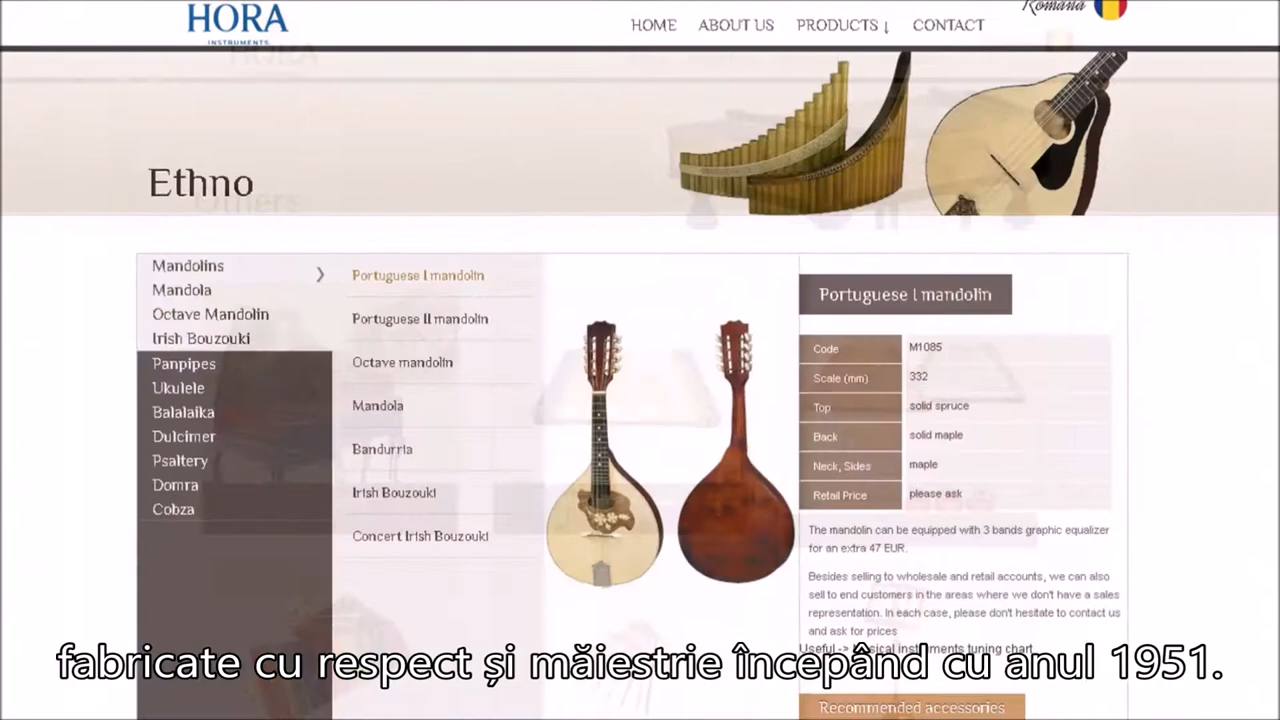 HORA
INSTRUMENTS
HOME ABOUT US PRODUCTS ↓ CONTACT
Română
Ethno
Others
Mandolins
Mandola
Octave Mandolin
Irish Bouzouki
Panpipes
Ukulele
Balalaika
Dulcimer
Psaltery
Domra
Cobza
Portuguese I mandolin
Portuguese II mandolin
Octave mandolin
Mandola
Bandurria
Irish Bouzouki
Concert Irish Bouzouki
Portuguese I mandolin
Code M1085
Scale (mm) 332
Top solid spruce
Back solid maple
Neck, Sides maple
Retail Price please ask
The mandolin can be equipped with 3 bands graphic equalizer
for an extra 47 EUR.
Besides selling to wholesale and retail accounts, we can also
sell to end customers in the areas where we don't have a sales
representation. In each case, please don't hesitate to contact us
and ask for prices
Useful -> instruments tuning chart
fabricate cu respect și măiestrie începând cu anul 1951.
Recommended accessories